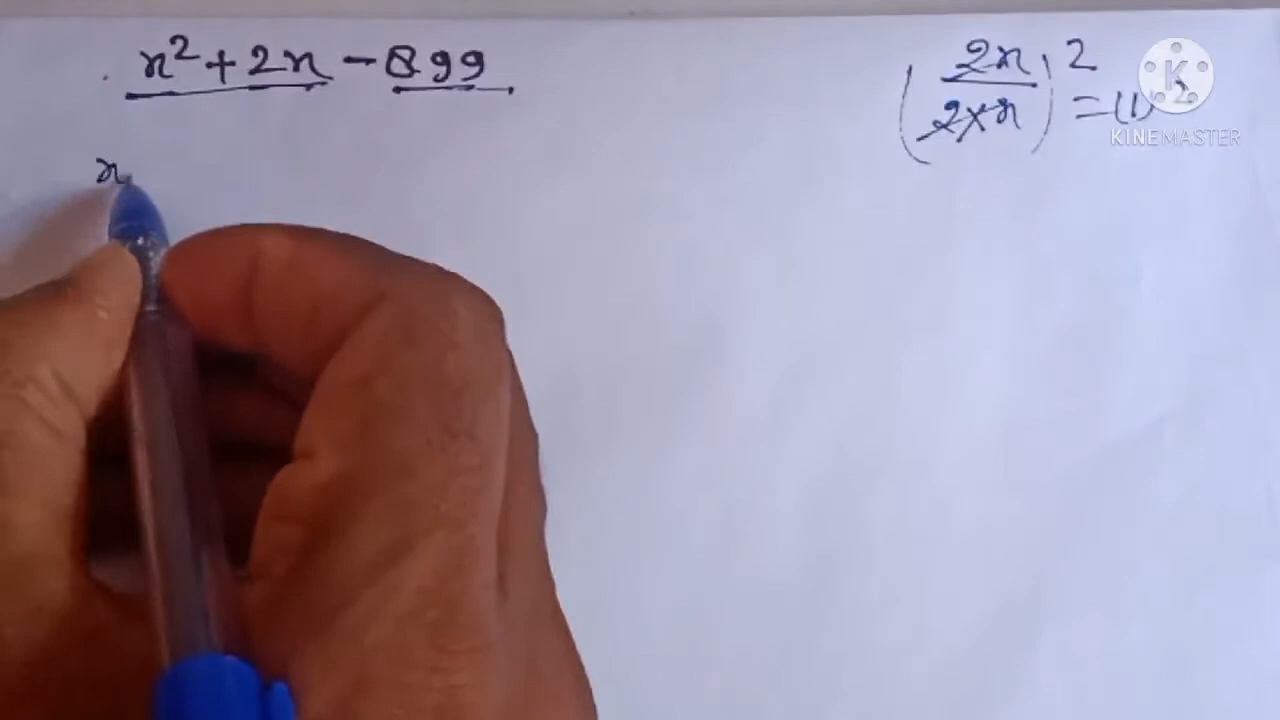 x² + 2x - 899
(2x / 2×x)² = (1)²
x
KINEMASTER